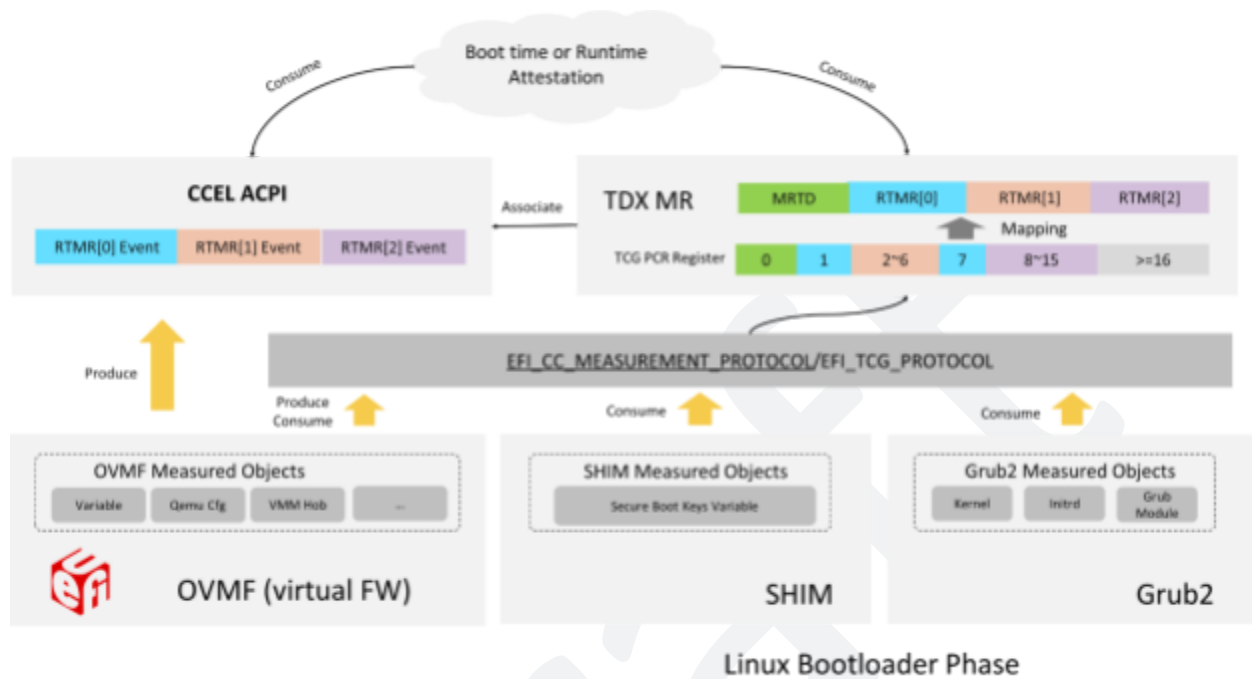 Boot time or Runtime
Attestation
Consume
Consume
CCEL ACPI
RTMR[0] Event
RTMR[1] Event
RTMR[2] Event
Associate
TDX MR
MRTD
RTMR[0]
RTMR[1]
RTMR[2]
Mapping
TCG PCR Register
0
1
2~6
7
8~15
>=16
Produce
EFI_CC_MEASUREMENT_PROTOCOL/EFI_TCG_PROTOCOL
Produce
Consume
Consume
Consume
OVMF Measured Objects
Variable
Qemu Cfg
VMM Hob
...
UEFI
OVMF (virtual FW)
SHIM Measured Objects
Secure Boot Keys Variable
SHIM
Grub2 Measured Objects
Kernel
Initrd
Grub
Module
Grub2
Linux Bootloader Phase